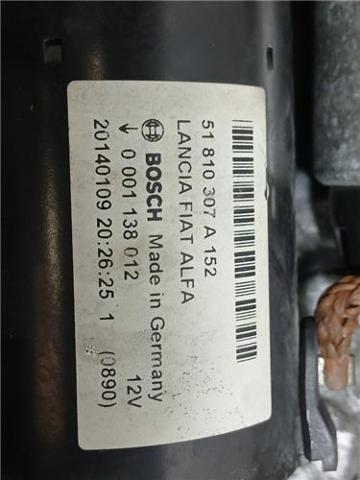 51 810 307 A 152
LANCIA FIAT ALFA
BOSCH Made in Germany
0 001 138 012 12V
20140109 20:26:25 1 (0890)